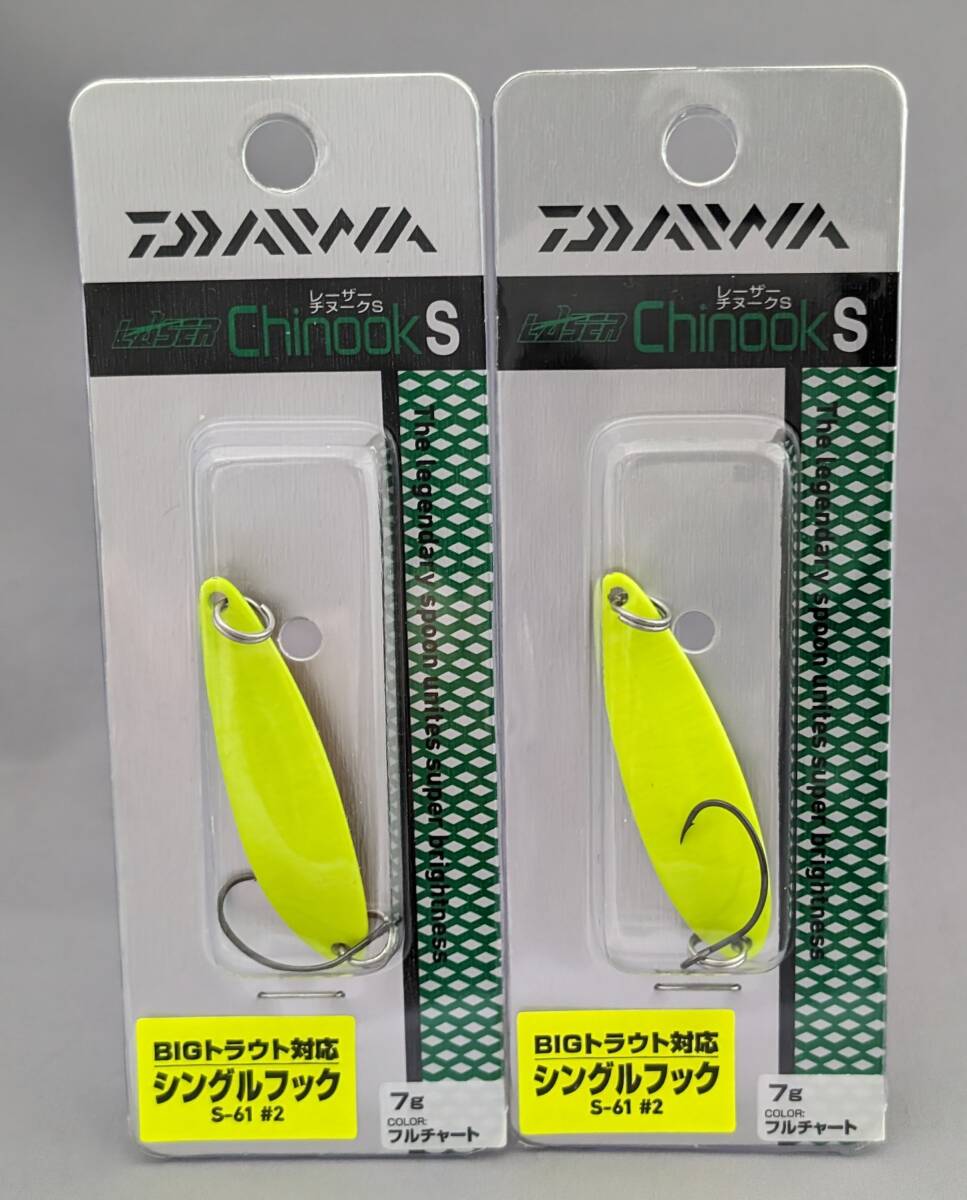 DAIWA
レーザー
チヌークS
LASER Chinook S
The legendary spoon unites super brightness
BIGトラウト対応
シングルフック
S-61 #2
7g
COLOR:
フルチャート
DAIWA
レーザー
チヌークS
LASER Chinook S
The legendary spoon unites super brightness
BIGトラウト対応
シングルフック
S-61 #2
7g
COLOR:
フルチャート